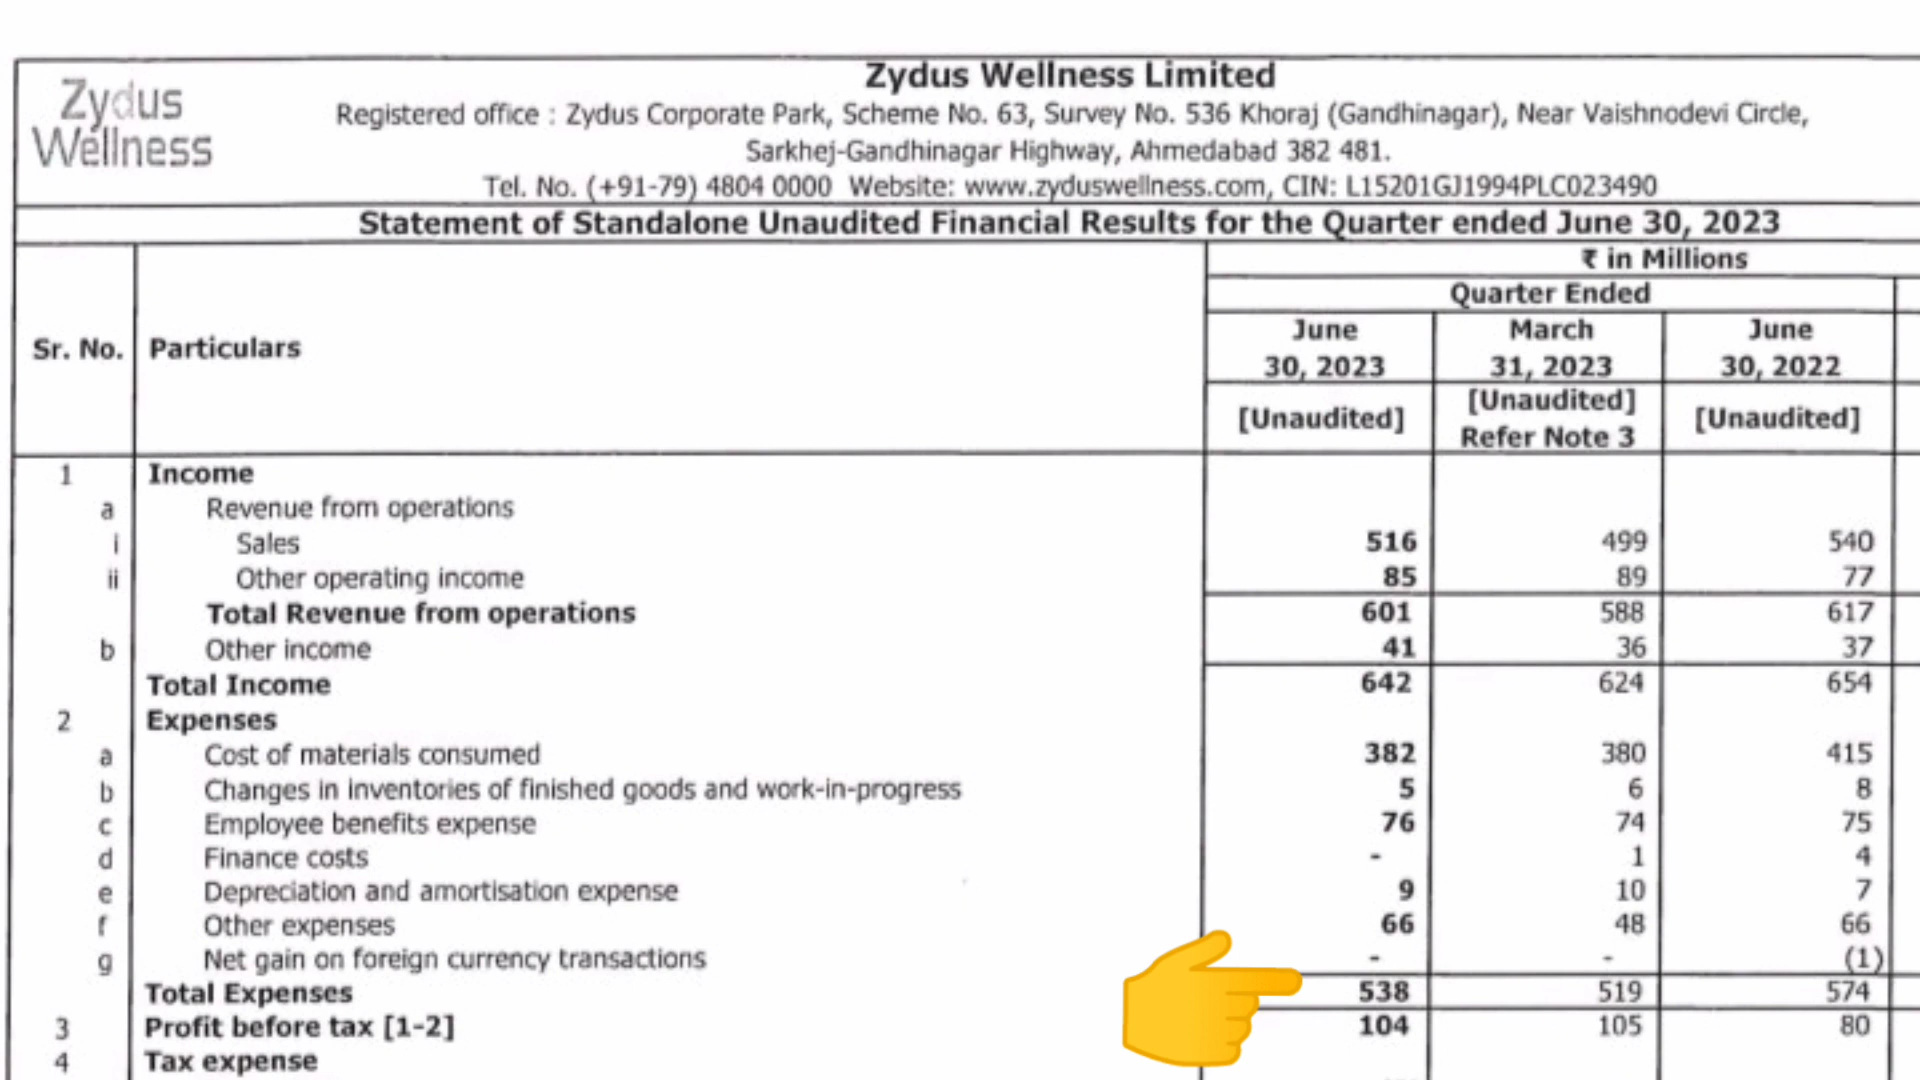 Zydus
Wellness
Zydus Wellness Limited
Registered office : Zydus Corporate Park, Scheme No. 63, Survey No. 536 Khoraj (Gandhinagar), Near Vaishnodevi Circle,
Sarkhej-Gandhinagar Highway, Ahmedabad 382 481.
Tel. No. (+91-79) 4804 0000 Website: www.zyduswellness.com, CIN: L15201GJ1994PLC023490
Statement of Standalone Unaudited Financial Results for the Quarter ended June 30, 2023
₹ in Millions
Quarter Ended
Sr. No. Particulars
June 30, 2023
March 31, 2023
June 30, 2022
[Unaudited]
[Unaudited] Refer Note 3
[Unaudited]
1 Income
a Revenue from operations
i Sales 516 499 540
ii Other operating income 85 89 77
Total Revenue from operations 601 588 617
b Other income 41 36 37
Total Income 642 624 654
2 Expenses
a Cost of materials consumed 382 380 415
b Changes in inventories of finished goods and work-in-progress 5 6 8
c Employee benefits expense 76 74 75
d Finance costs - 1 4
e Depreciation and amortisation expense 9 10 7
f Other expenses 66 48 66
g Net gain on foreign currency transactions - - (1)
Total Expenses 538 519 574
3 Profit before tax [1-2] 104 105 80
4 Tax expense